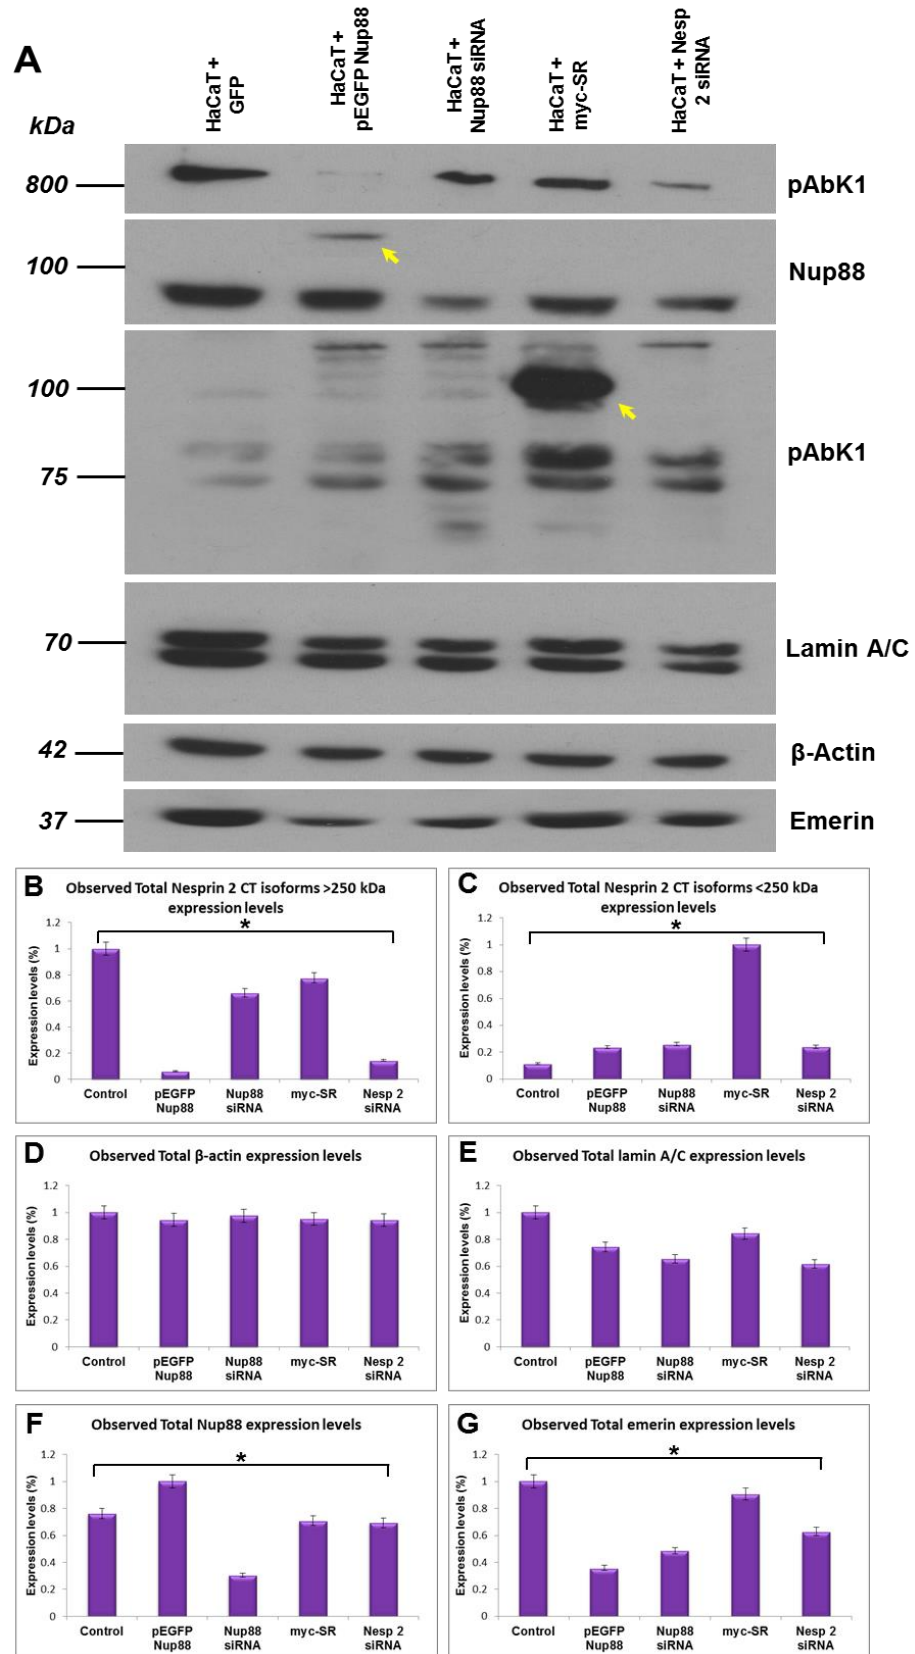 A
HaCaT +
GFP
HaCaT +
pEGFP Nup88
HaCaT +
Nup88 siRNA
HaCaT +
myc-SR
HaCaT + Nesp
2 siRNA
kDa
800
pAbK1
100
Nup88
100
75
pAbK1
70
Lamin A/C
42
β-Actin
37
Emerin
B
Observed Total Nesprin 2 CT isoforms >250 kDa
expression levels
*
Expression levels (%)
1.2
1
0.8
0.6
0.4
0.2
0
Control
pEGFP
Nup88
Nup88
siRNA
myc-SR
Nesp 2
siRNA
C
Observed Total Nesprin 2 CT isoforms <250 kDa
expression levels
*
Expression levels (%)
1.2
1
0.8
0.6
0.4
0.2
0
Control
pEGFP
Nup88
Nup88
siRNA
myc-SR
Nesp 2
siRNA
D
Observed Total β-actin expression levels
Expression levels (%)
1.2
1
0.8
0.6
0.4
0.2
0
Control
pEGFP
Nup88
Nup88
siRNA
myc-SR
Nesp 2
siRNA
E
Observed Total lamin A/C expression levels
Expression levels (%)
1.2
1
0.8
0.6
0.4
0.2
0
Control
pEGFP
Nup88
Nup88
siRNA
myc-SR
Nesp 2
siRNA
F
Observed Total Nup88 expression levels
*
Expression levels (%)
1.2
1
0.8
0.6
0.4
0.2
0
Control
pEGFP
Nup88
Nup88
siRNA
myc-SR
Nesp 2
siRNA
G
Observed Total emerin expression levels
*
Expression levels (%)
1.2
1
0.8
0.6
0.4
0.2
0
Control
pEGFP
Nup88
Nup88
siRNA
myc-SR
Nesp 2
siRNA